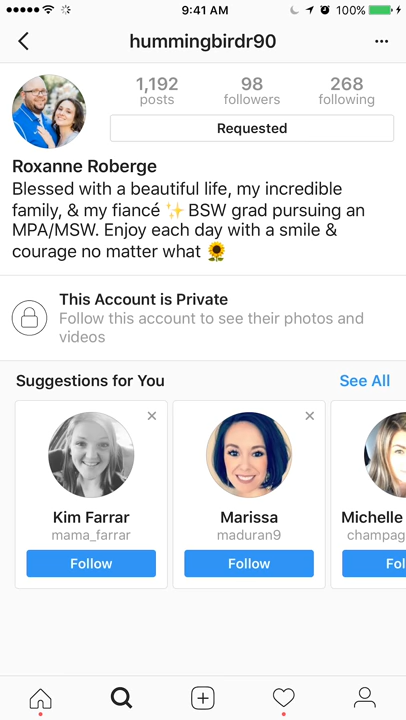 9:41 AM 100%
hummingbirdr90
1,192 98 268
posts followers following
Requested
Roxanne Roberge
Blessed with a beautiful life, my incredible
family, & my fiancé ✨ BSW grad pursuing an
MPA/MSW. Enjoy each day with a smile &
courage no matter what 🌻
This Account is Private
Follow this account to see their photos and
videos
Suggestions for You See All
Kim Farrar Marissa Michelle
mama_farrar maduran9 champag
Follow Follow Fol